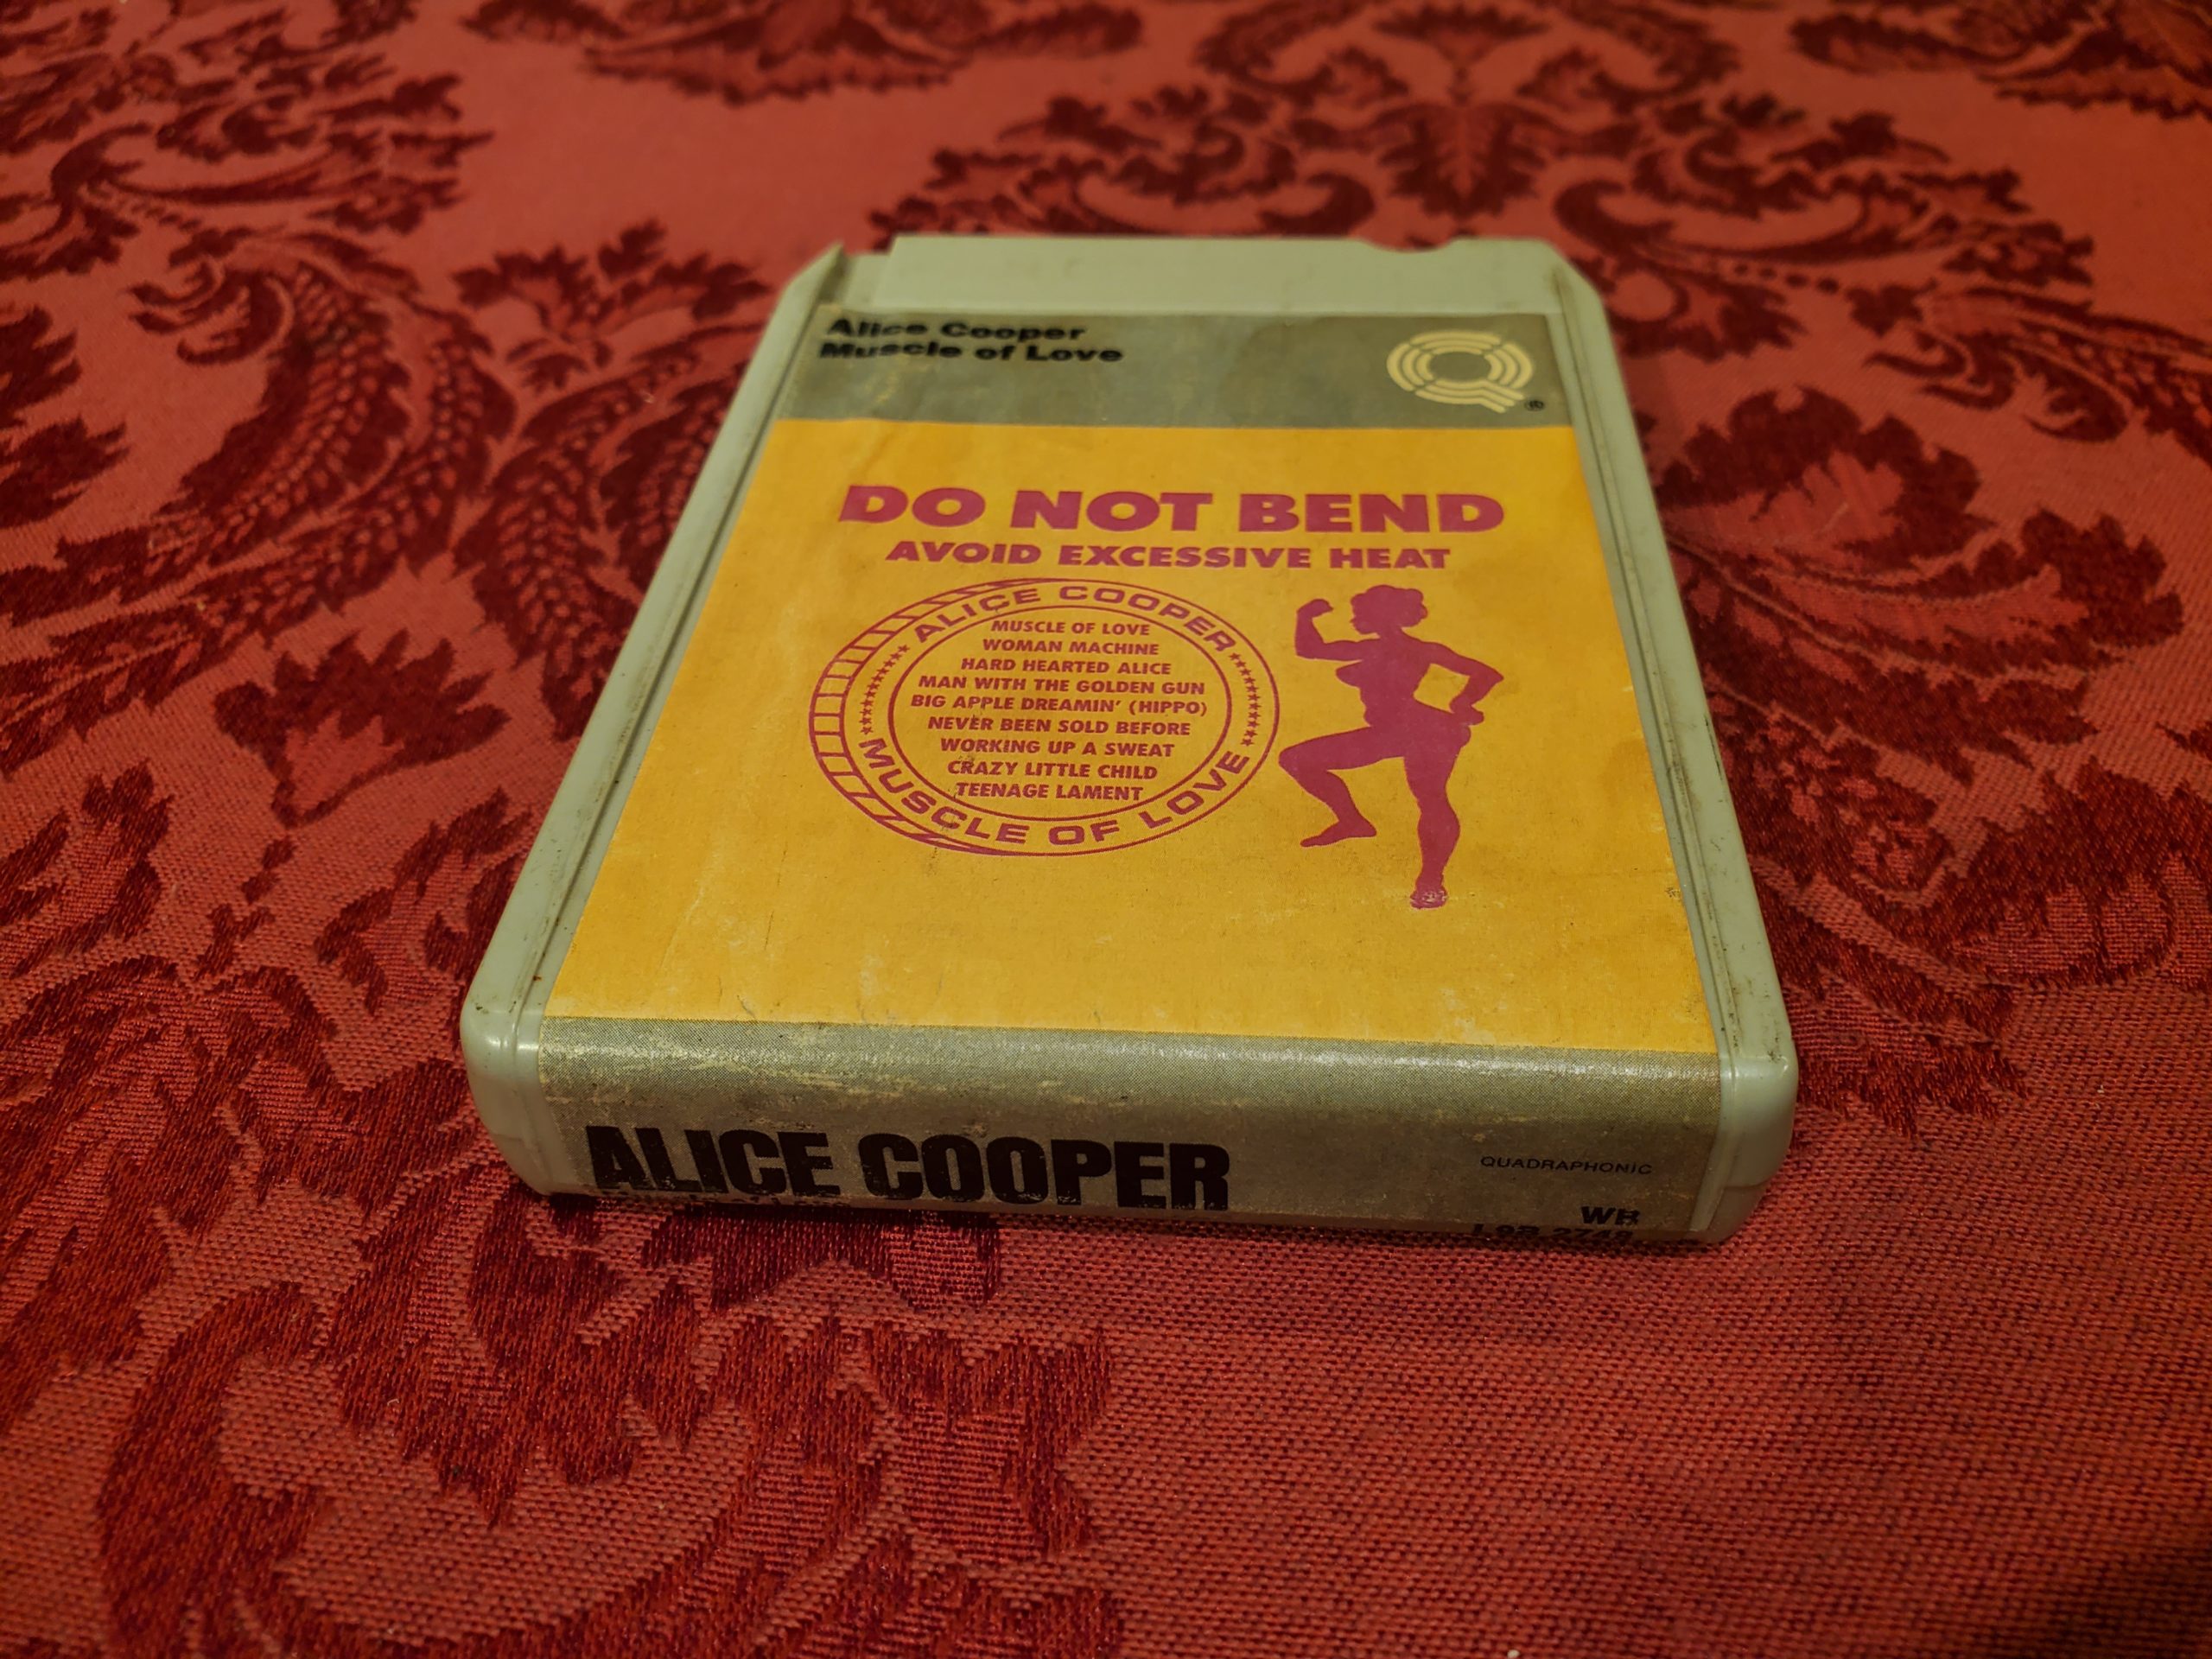 Alice Cooper
Muscle of Love
Q
®
DO NOT BEND
AVOID EXCESSIVE HEAT
ALICE COOPER
MUSCLE OF LOVE
WOMAN MACHINE
HARD HEARTED ALICE
MAN WITH THE GOLDEN GUN
BIG APPLE DREAMIN' (HIPPO)
NEVER BEEN SOLD BEFORE
WORKING UP A SWEAT
CRAZY LITTLE CHILD
TEENAGE LAMENT
MUSCLE OF LOVE
ALICE COOPER
QUADRAPHONIC
WB